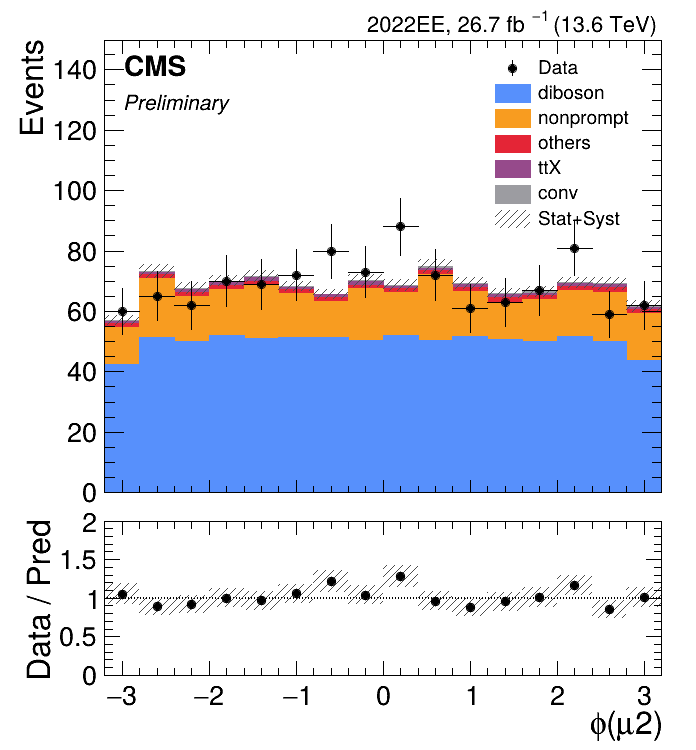 2022EE, 26.7 fb⁻¹ (13.6 TeV)
Events
CMS
Preliminary
Data
diboson
nonprompt
others
ttX
conv
Stat+Syst
140
120
100
80
60
40
20
0
Data / Pred
2
1.5
1
0.5
0
−3 −2 −1 0 1 2 3
ϕ(μ2)